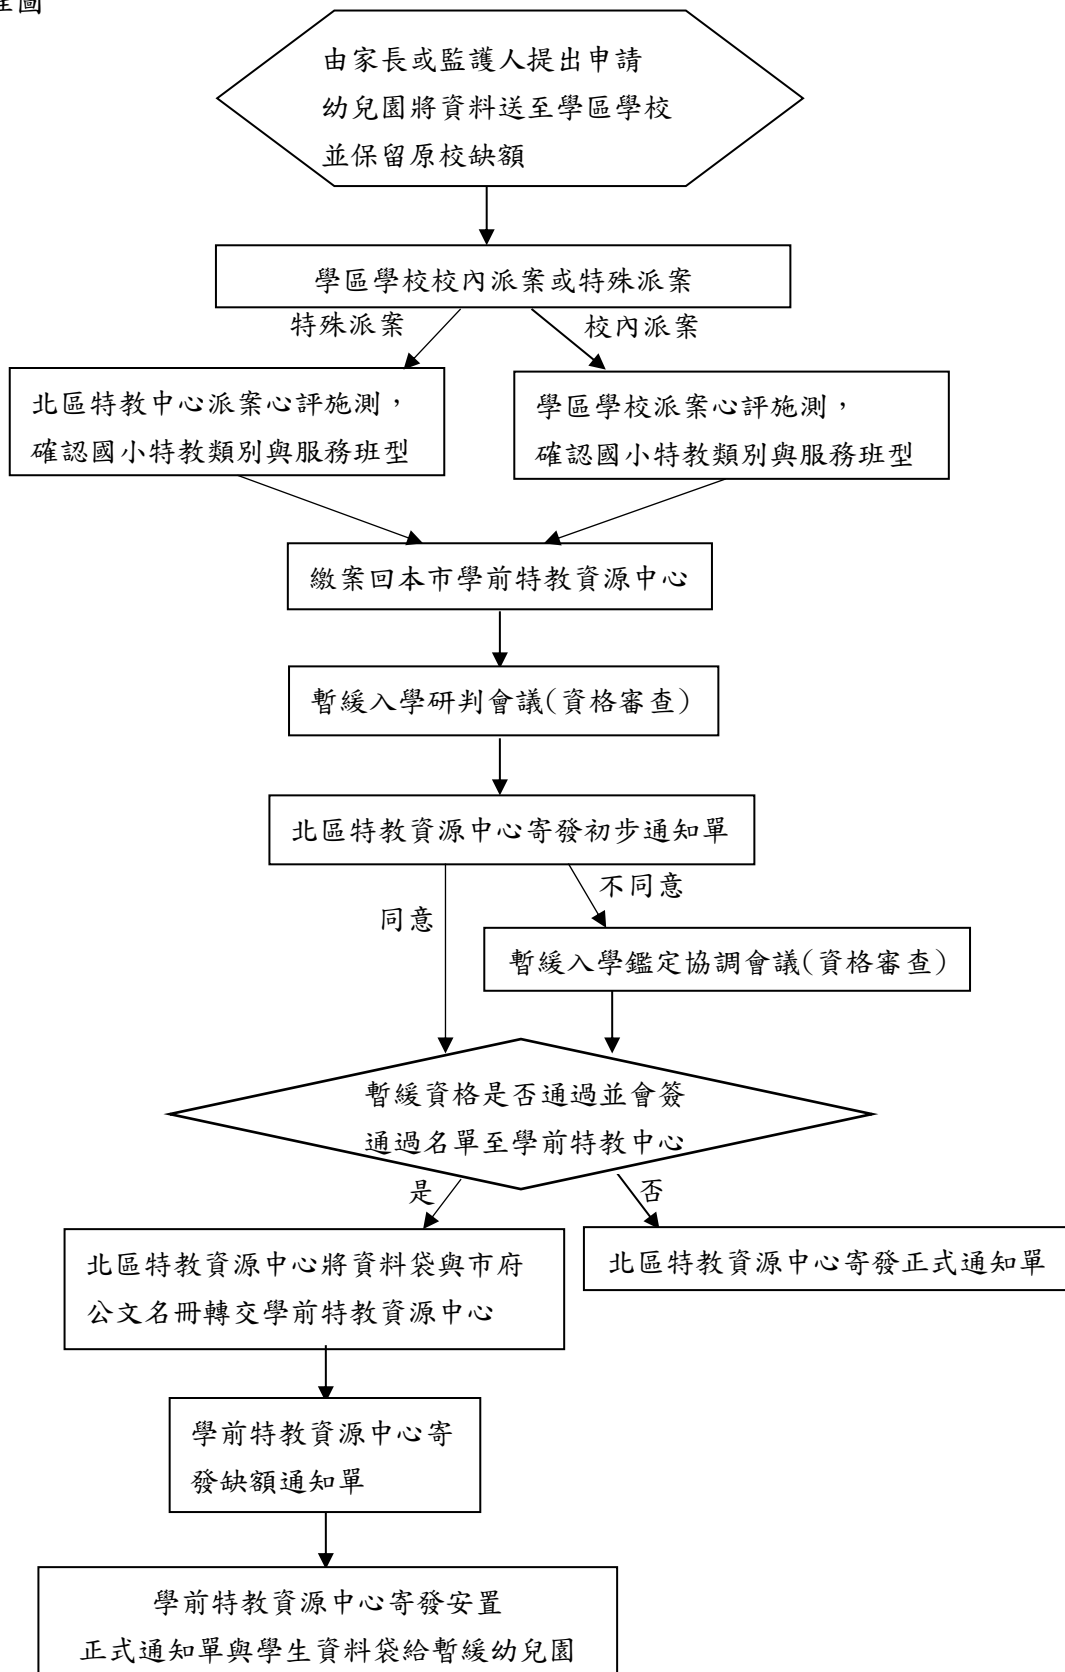 程圖
由家長或監護人提出申請
幼兒園將資料送至學區學校
並保留原校缺額
學區學校校內派案或特殊派案
特殊派案
校內派案
北區特教中心派案心評施測，
確認國小特教類別與服務班型
學區學校派案心評施測，
確認國小特教類別與服務班型
繳案回本市學前特教資源中心
暫緩入學研判會議(資格審查)
北區特教資源中心寄發初步通知單
不同意
同意
暫緩入學鑑定協調會議(資格審查)
暫緩資格是否通過並會簽
通過名單至學前特教中心
是
否
北區特教資源中心將資料袋與市府
公文名冊轉交學前特教資源中心
北區特教資源中心寄發正式通知單
學前特教資源中心寄
發缺額通知單
學前特教資源中心寄發安置
正式通知單與學生資料袋給暫緩幼兒園